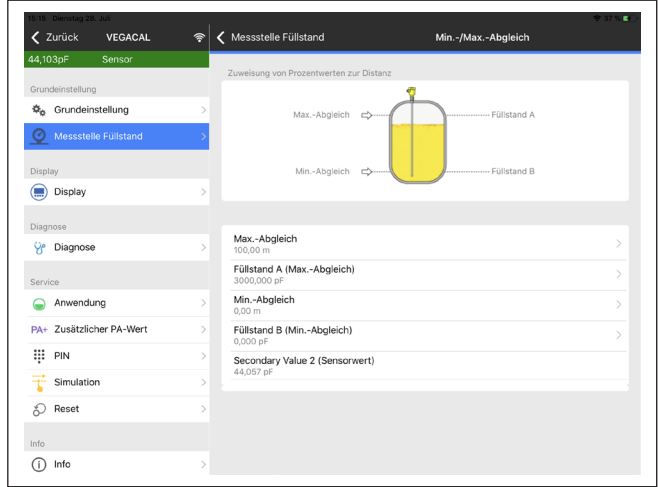 15:15 Dienstag 28. Juli
37 %
Zurück VEGACAL
Messstelle Füllstand
Min.-/Max.-Abgleich
44,103pF Sensor
Grundeinstellung
Grundeinstellung
Messstelle Füllstand
Display
Display
Diagnose
Diagnose
Service
Anwendung
PA+ Zusätzlicher PA-Wert
PIN
Simulation
Reset
Info
Info
Zuweisung von Prozentwerten zur Distanz
Max.-Abgleich
Füllstand A
Min.-Abgleich
Füllstand B
Max.-Abgleich
100,00 m
Füllstand A (Max.-Abgleich)
3000,000 pF
Min.-Abgleich
0,00 m
Füllstand B (Min.-Abgleich)
0,000 pF
Secondary Value 2 (Sensorwert)
44,057 pF